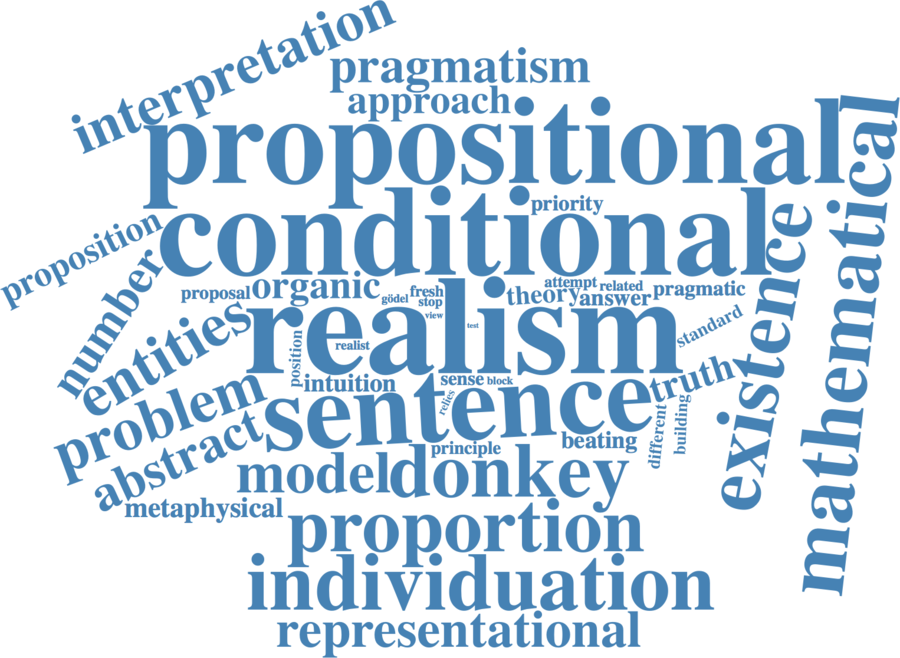 interpretation
pragmatism
approach
propositional
mathematical
conditional
priority
existence
proposition
number
proposal
organic
gödel
fresh
stop
view
theory
attempt
related
answer
pragmatic
entities
realism
test
realist
position
standard
problem
intuition
sense
block
truth
sentence
relies
different
building
abstract
principle
beating
model
donkey
metaphysical
proportion
individuation
representational